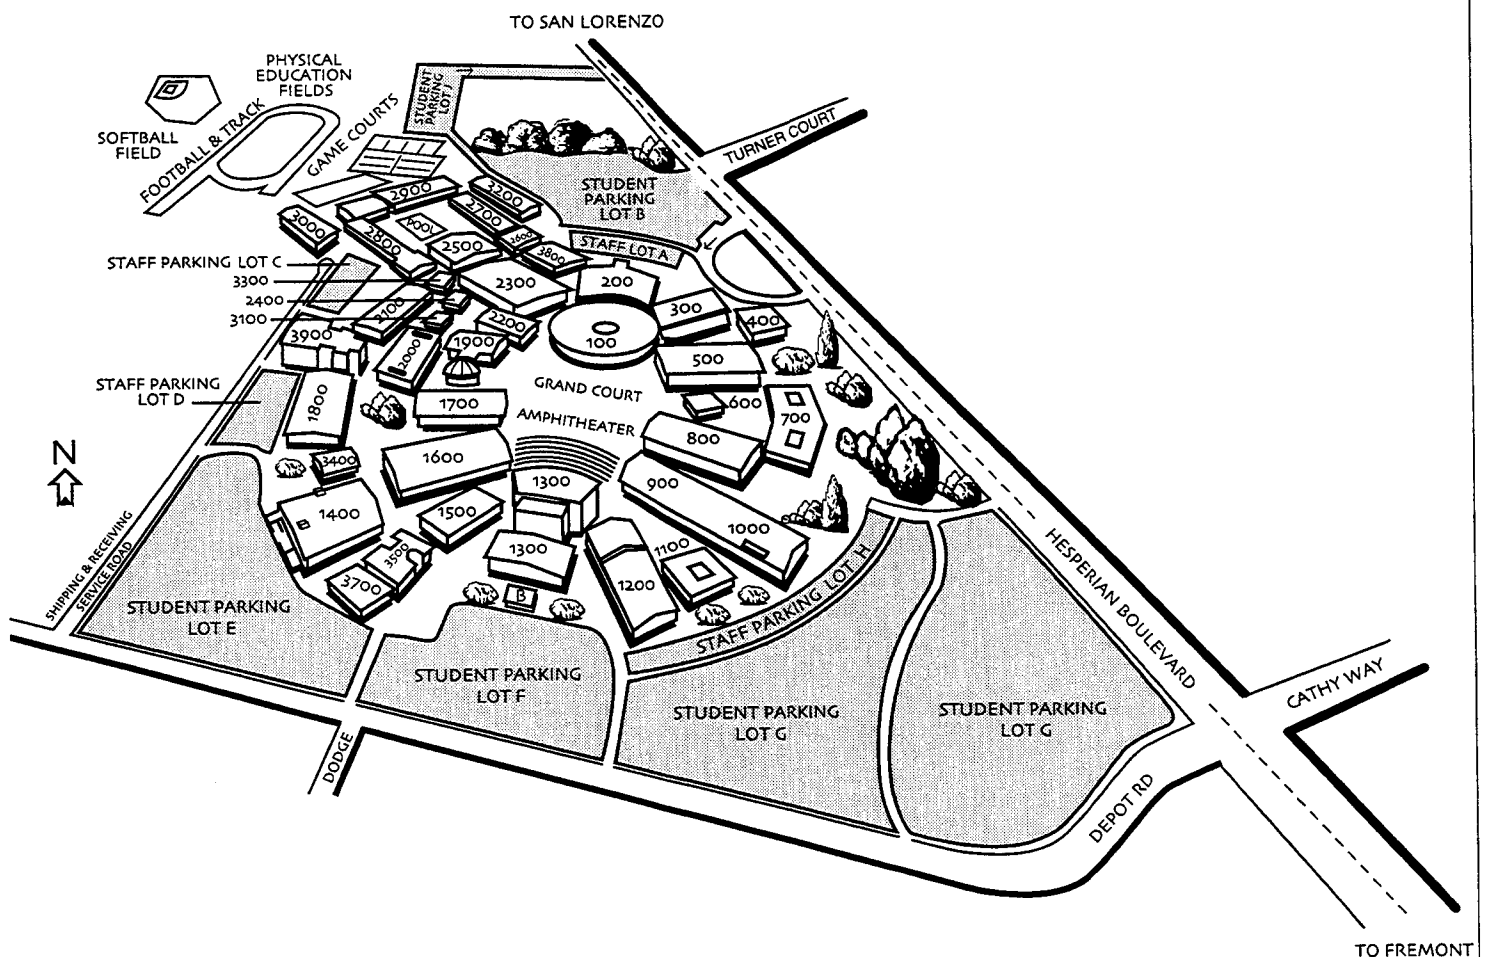 TO SAN LORENZO
PHYSICAL
EDUCATION
FIELDS
SOFTBALL
FIELD
FOOTBALL & TRACK
GAME COURTS
STUDENT
PARKING
LOT J
TURNER COURT
STUDENT
PARKING
LOT B
STAFF LOT A
2900
3200
3000
2700
POOL
2800
2500
2600
3800
STAFF PARKING LOT C
3300
2400
3100
2300
200
300
400
2100
2200
100
3900
2000
1900
500
STAFF PARKING
LOT D
GRAND COURT
AMPHITHEATER
1800
1700
600
700
800
N
3400
1600
1300
900
1400
1500
1000
3500
1300
1100
3700
1200
B
SHIPPING & RECEIVING
SERVICE ROAD
STUDENT PARKING
LOT E
STAFF PARKING LOT H
HESPERIAN BOULEVARD
STUDENT PARKING
LOT F
STUDENT PARKING
LOT G
STUDENT PARKING
LOT G
CATHY WAY
DODGE
DEPOT RD
TO FREMONT